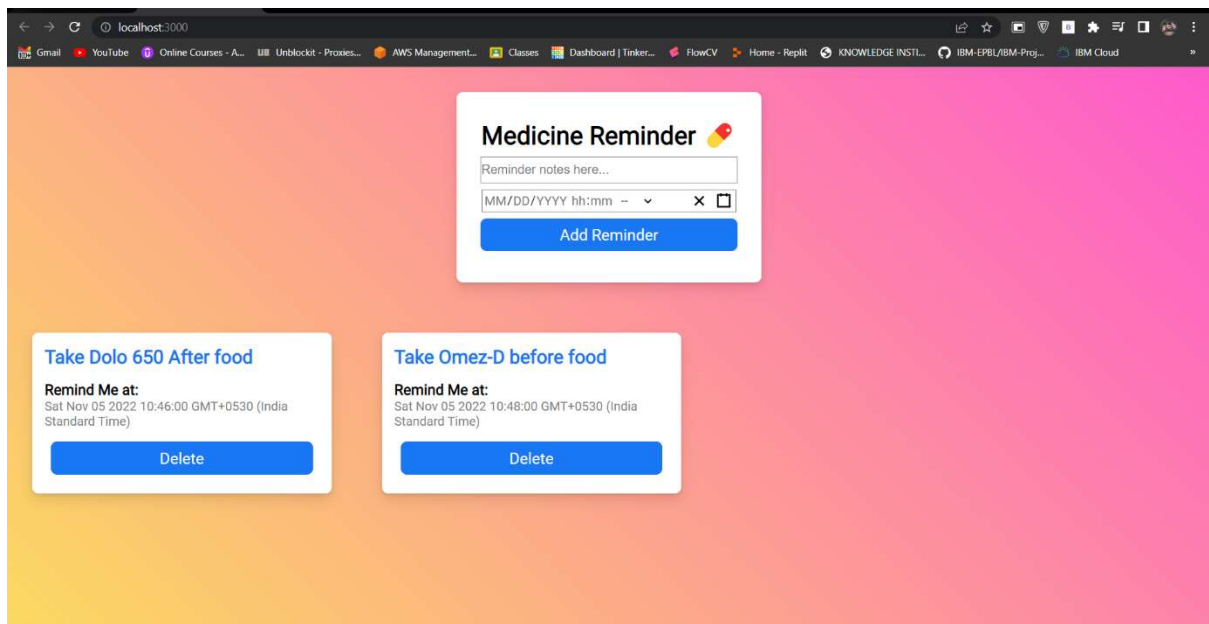 localhost:3000
Gmail YouTube Online Courses - A... Unblockit - Proxies... AWS Management... Classes Dashboard | Tinker... FlowCV Home - Replit KNOWLEDGE INSTI... IBM-EPBL/IBM-Proj... IBM Cloud »
Medicine Reminder
Reminder notes here...
MM/DD/YYYY hh:mm --
Add Reminder
Take Dolo 650 After food
Remind Me at:
Sat Nov 05 2022 10:46:00 GMT+0530 (India
Standard Time)
Delete
Take Omez-D before food
Remind Me at:
Sat Nov 05 2022 10:48:00 GMT+0530 (India
Standard Time)
Delete